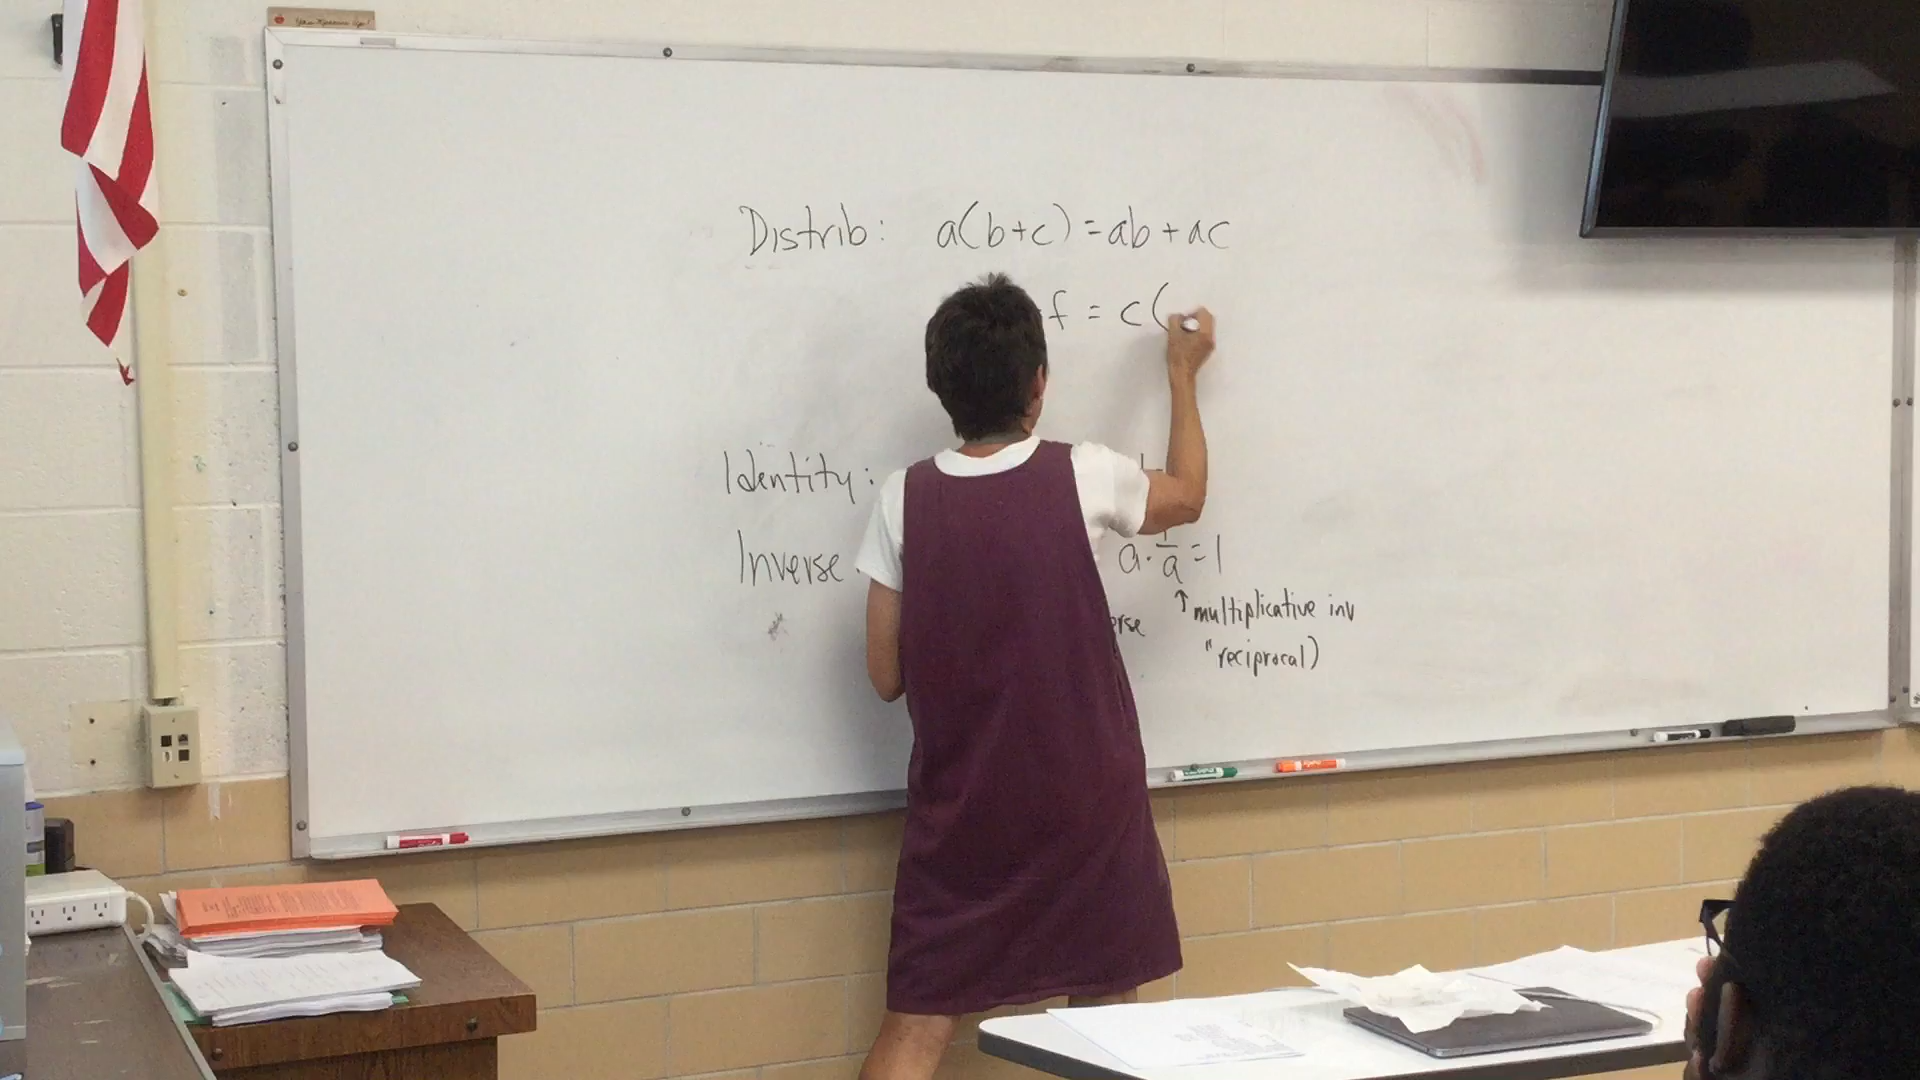 Distrib: a(b+c) = ab + ac
f = c(
Identity:
Inverse
a · 1/a = 1
↑ multiplicative inv
"reciprocal)